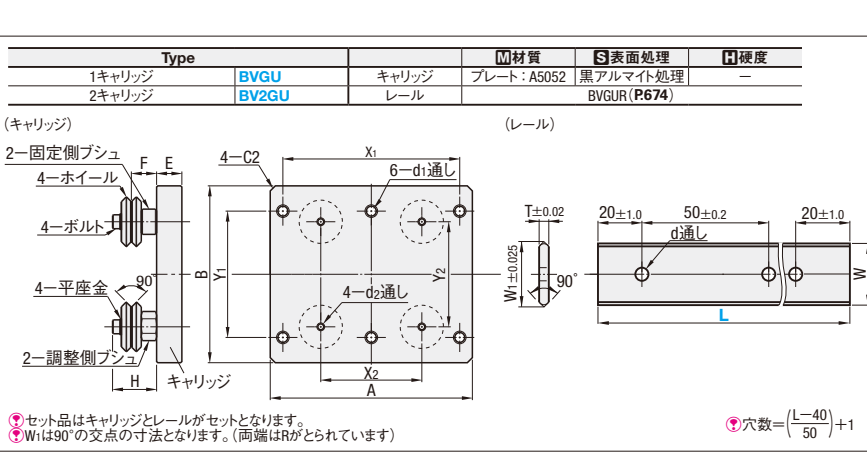 Type M材質 S表面処理 H硬度
1キャリッジ BVGU キャリッジ プレート：A5052 黒アルマイト処理 －
2キャリッジ BV2GU レール BVGUR（P.674）
（キャリッジ）
（レール）
2－固定側ブシュ
F
E
4－ホイール
4－ボルト
90°
4－平座金
2－調整側ブシュ
H
キャリッジ
4－C2
X1
6－d1通し
B
Y1
Y2
4－d2通し
X2
A
T±0.02
W1±0.025
90°
20±1.0
50±0.2
20±1.0
d通し
W
L
セット品はキャリッジとレールがセットとなります。
W1は90°の交点の寸法となります。（両端はRがとられています）
穴数＝(L－40/50)＋1